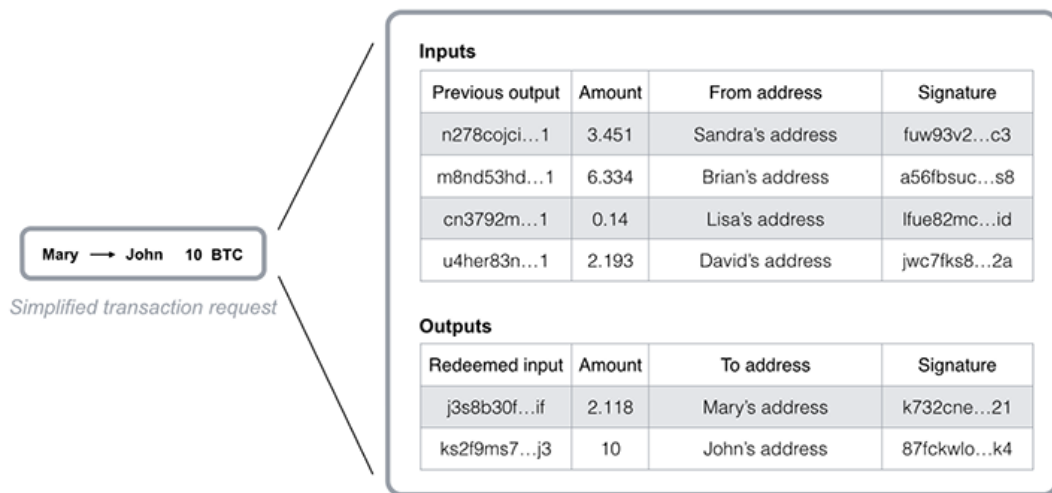 Mary → John 10 BTC
Simplified transaction request
Inputs
Previous output Amount From address Signature
n278cojci...1 3.451 Sandra's address fuw93v2...c3
m8nd53hd...1 6.334 Brian's address a56fbsuc...s8
cn3792m...1 0.14 Lisa's address lfue82mc...id
u4her83n...1 2.193 David's address jwc7fks8...2a
Outputs
Redeemed input Amount To address Signature
j3s8b30f...if 2.118 Mary's address k732cne...21
ks2f9ms7...j3 10 John's address 87fckwlo...k4